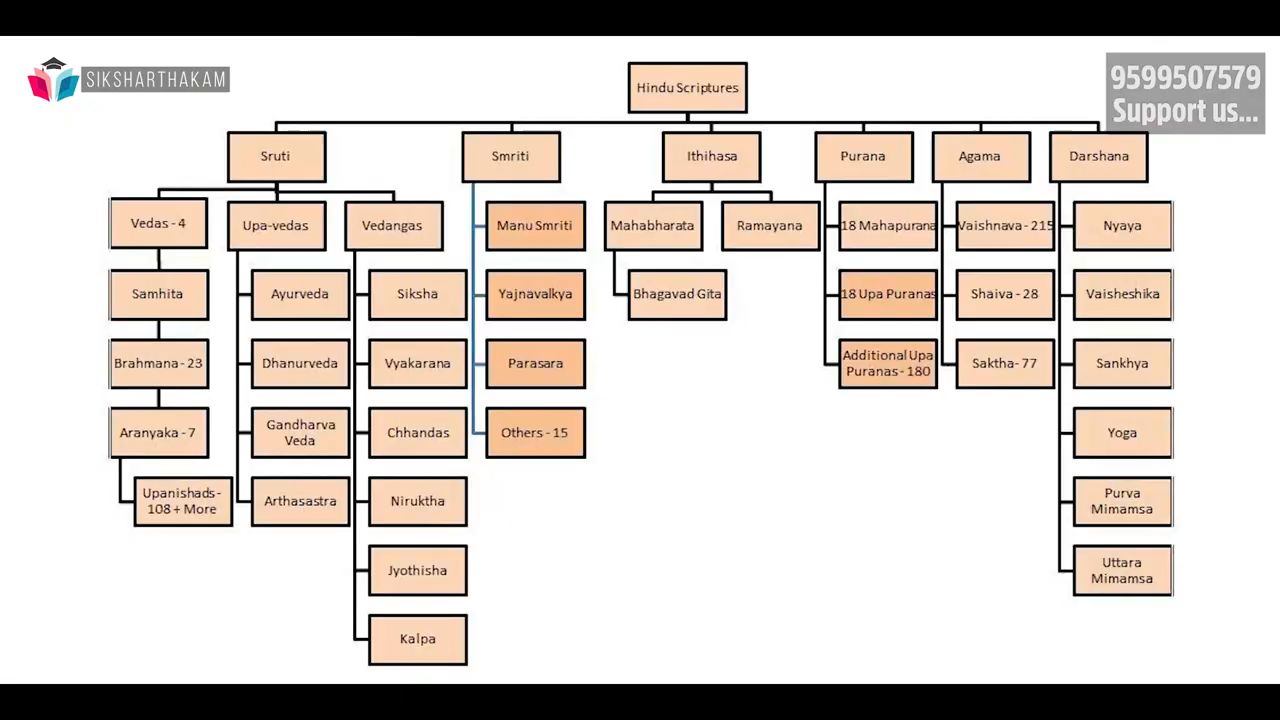 SIKSHARTHAKAM
9599507579
Support us...
Hindu Scriptures
Sruti
Smriti
Ithihasa
Purana
Agama
Darshana
Vedas - 4
Upa-vedas
Vedangas
Manu Smriti
Mahabharata
Ramayana
18 Mahapurana
Vaishnava - 215
Nyaya
Samhita
Ayurveda
Siksha
Yajnavalkya
Bhagavad Gita
18 Upa Puranas
Shaiva - 28
Vaisheshika
Brahmana - 23
Dhanurveda
Vyakarana
Parasara
Additional Upa
Puranas - 180
Saktha- 77
Sankhya
Aranyaka - 7
Gandharva
Veda
Chhandas
Others - 15
Yoga
Upanishads -
108 + More
Arthasastra
Niruktha
Purva
Mimamsa
Jyothisha
Uttara
Mimamsa
Kalpa